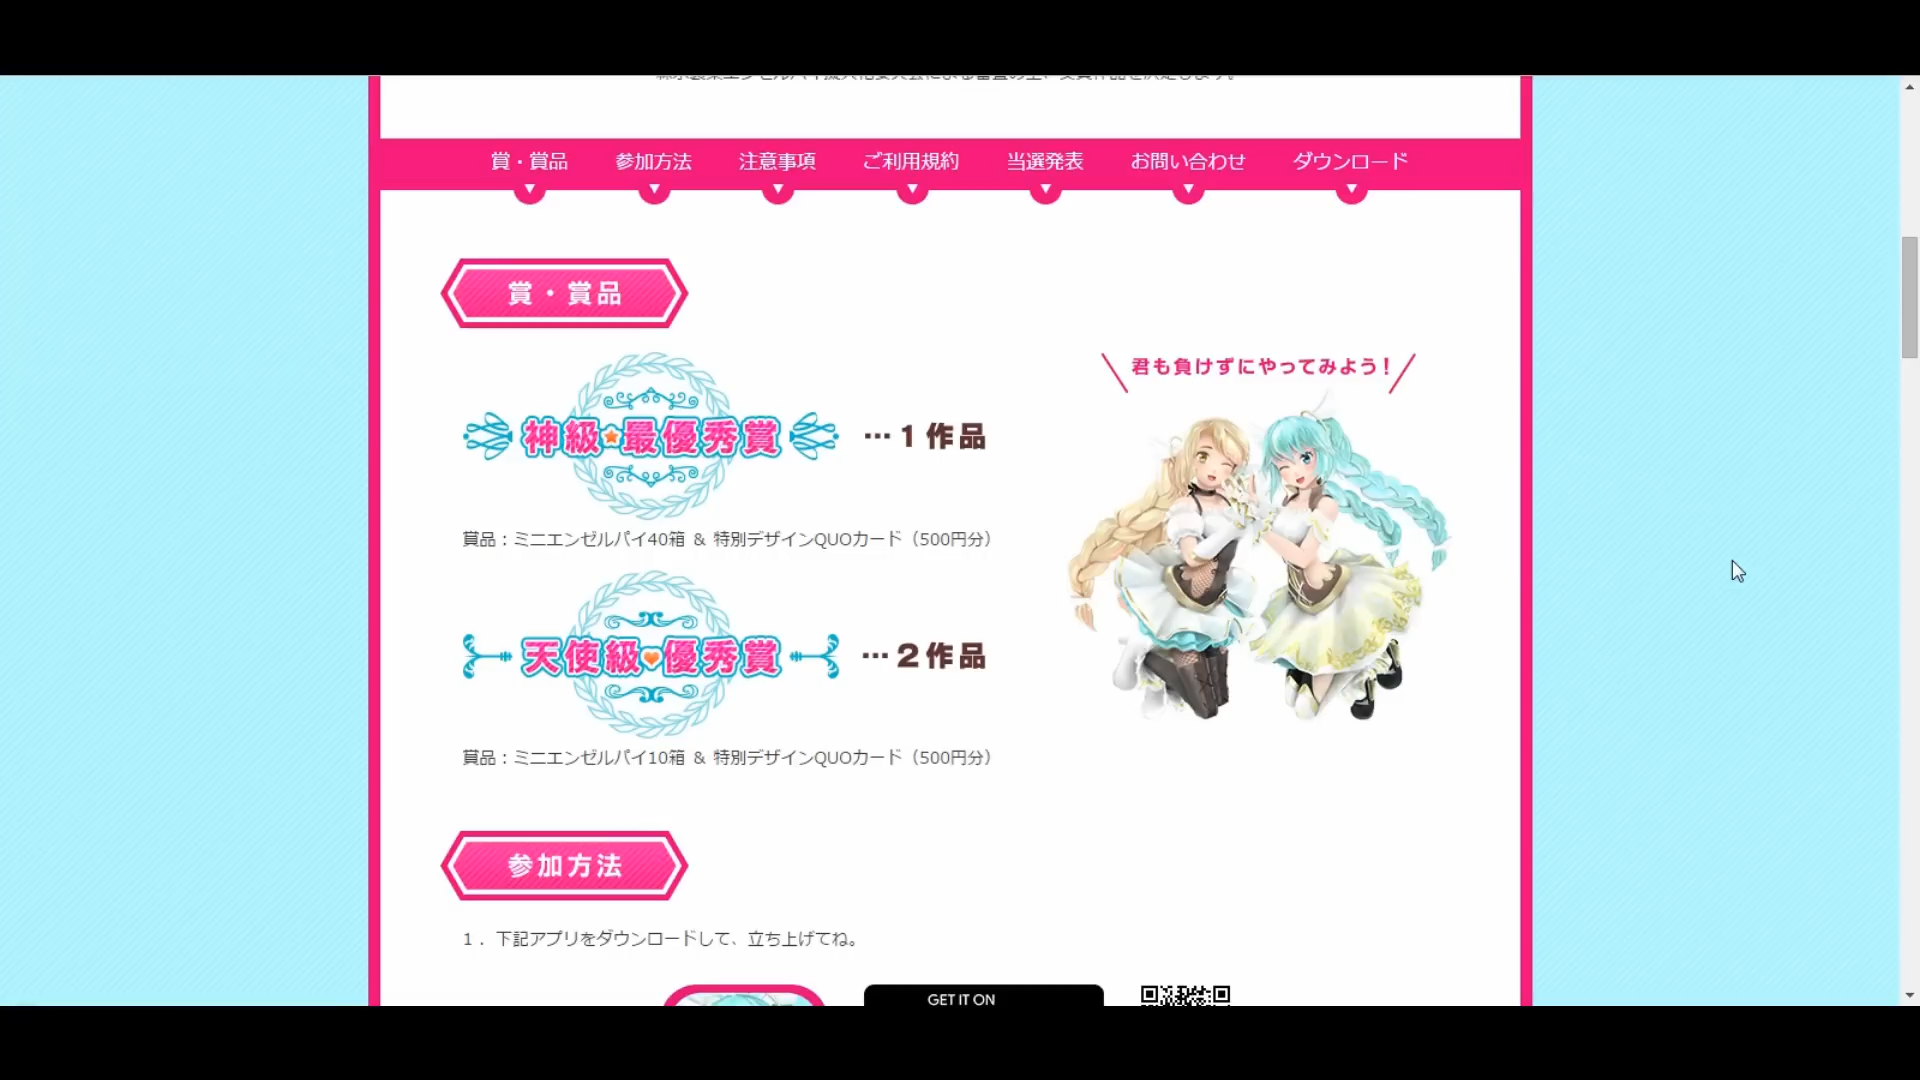 賞・賞品 参加方法 注意事項 ご利用規約 当選発表 お問い合わせ ダウンロード
賞・賞品
君も負けずにやってみよう！
神級★最優秀賞 …1作品
賞品：ミニエンゼルパイ40箱 ＆ 特別デザインQUOカード（500円分）
天使級♥優秀賞 …2作品
賞品：ミニエンゼルパイ10箱 ＆ 特別デザインQUOカード（500円分）
参加方法
1． 下記アプリをダウンロードして、立ち上げてね。
GET IT ON